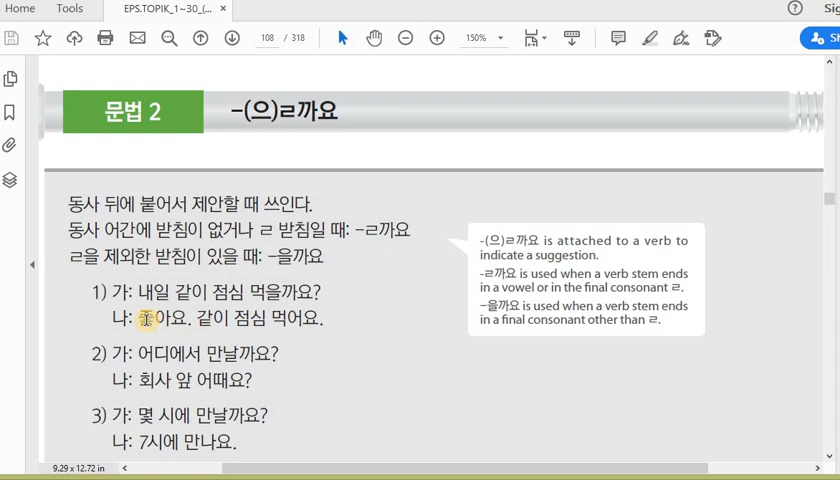 Home Tools EPS.TOPIK_1~30_(... × Sig
108 / 318 150%
문법 2 -(으)ㄹ까요
동사 뒤에 붙어서 제안할 때 쓰인다.
동사 어간에 받침이 없거나 ㄹ 받침일 때: -ㄹ까요
ㄹ을 제외한 받침이 있을 때: -을까요
-(으)ㄹ까요 is attached to a verb to
indicate a suggestion.
-ㄹ까요 is used when a verb stem ends
in a vowel or in the final consonant ㄹ.
-을까요 is used when a verb stem ends
in a final consonant other than ㄹ.
1) 가: 내일 같이 점심 먹을까요?
나: 좋아요. 같이 점심 먹어요.
2) 가: 어디에서 만날까요?
나: 회사 앞 어때요?
3) 가: 몇 시에 만날까요?
나: 7시에 만나요.
9.29 x 12.72 in